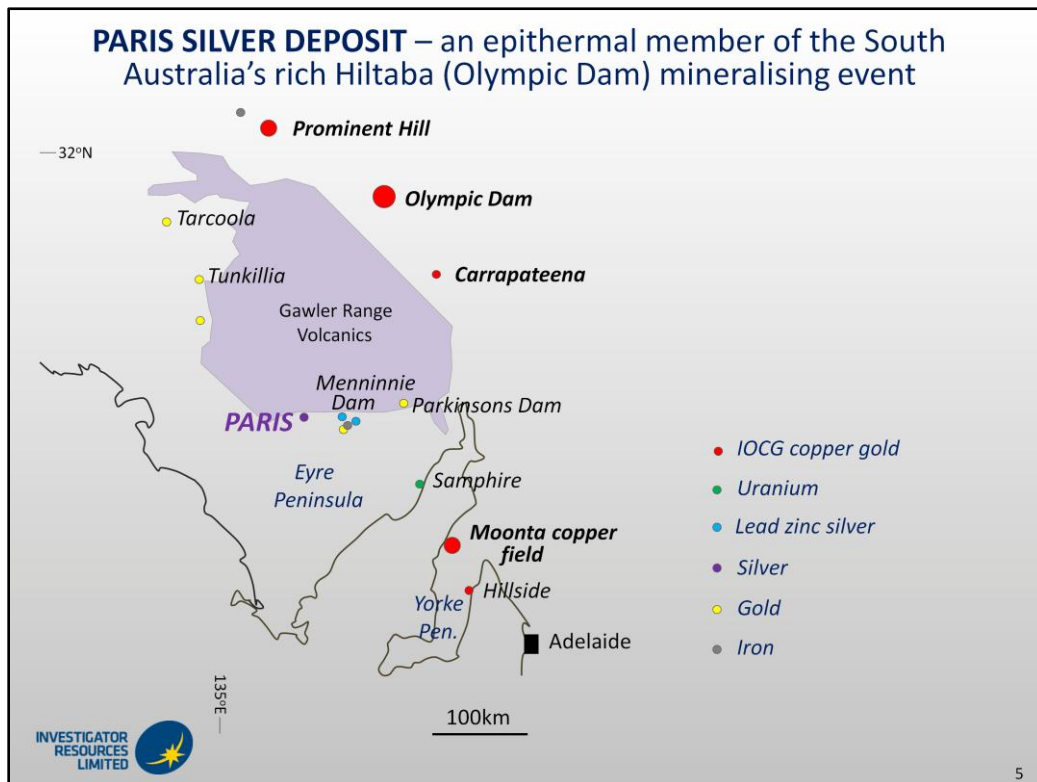 PARIS SILVER DEPOSIT – an epithermal member of the South
Australia's rich Hiltaba (Olympic Dam) mineralising event
Prominent Hill
32°N
Olympic Dam
Tarcoola
Carrapateena
Tunkillia
Gawler Range
Volcanics
Menninnie
Dam
Parkinsons Dam
PARIS
IOCG copper gold
Eyre
Peninsula
Samphire
Uranium
Lead zinc silver
Moonta copper
field
Silver
Hillside
Yorke
Pen.
Gold
Adelaide
Iron
135°E
100km
INVESTIGATOR
RESOURCES
LIMITED
5